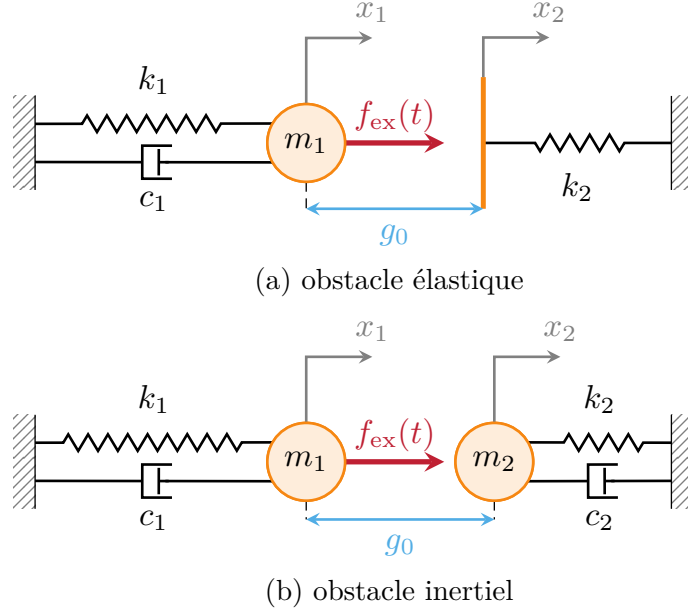 x₁ x₂
k₁
fₑₓ(t)
m₁
c₁
k₂
g₀
(a) obstacle élastique
x₁ x₂
k₁ k₂
fₑₓ(t)
m₁ m₂
c₁ c₂
g₀
(b) obstacle inertiel